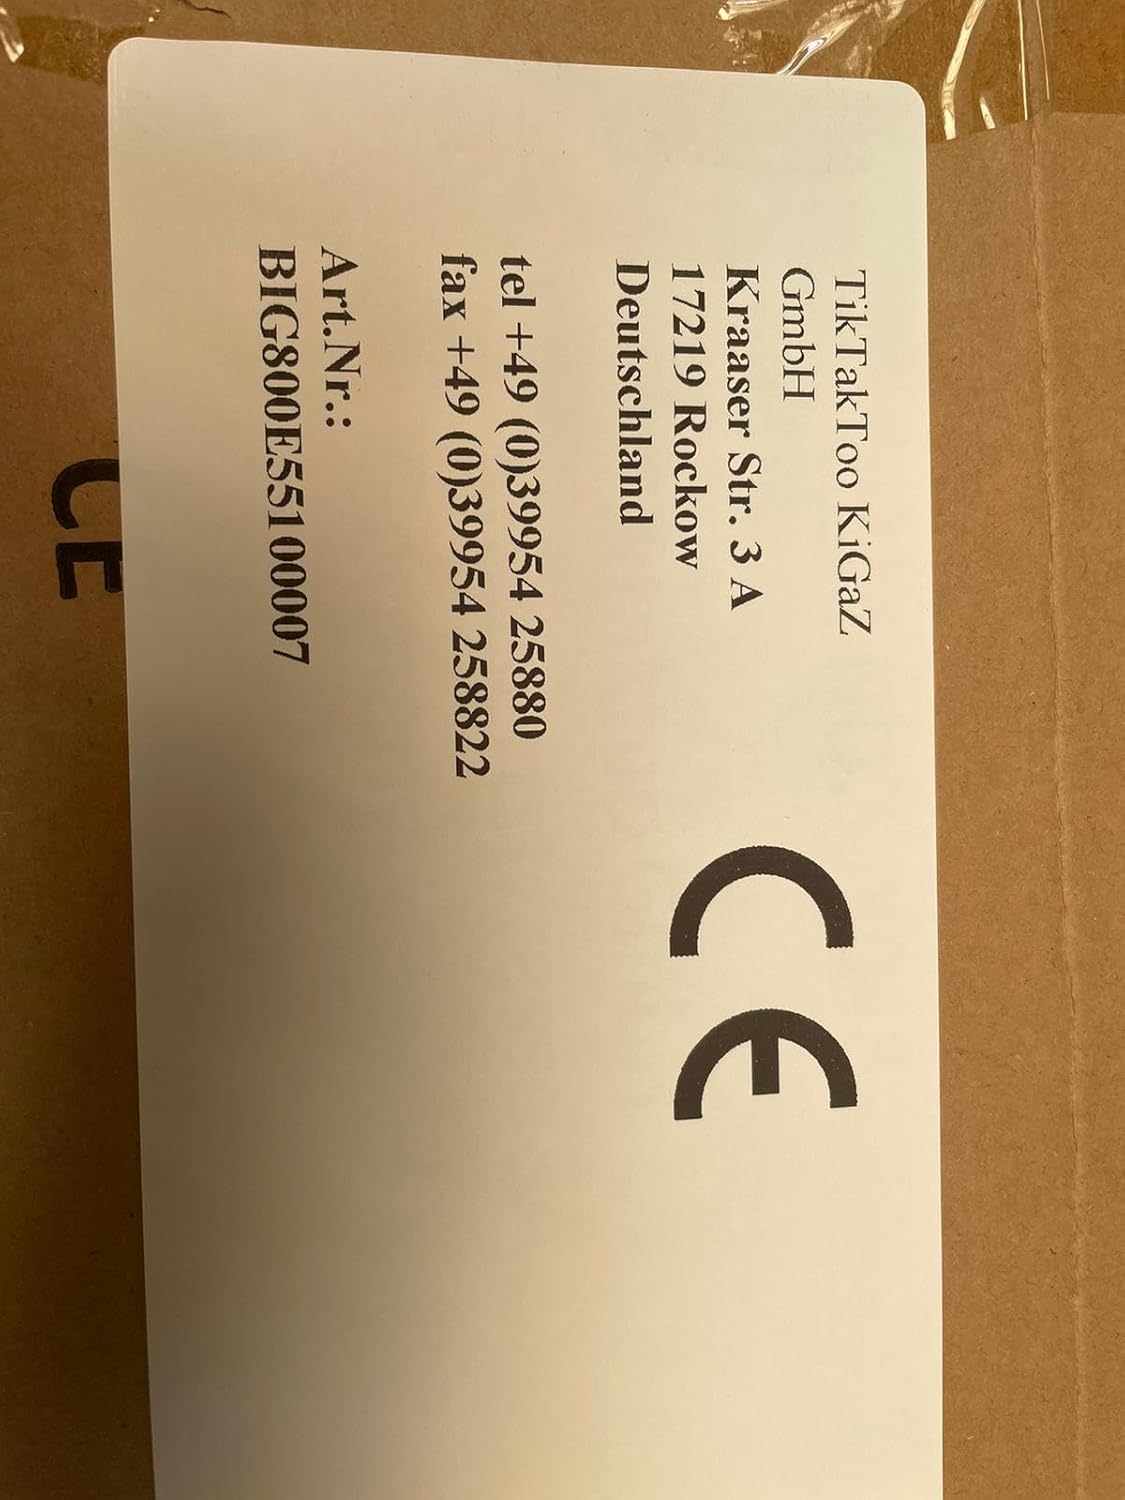 TikTakToo KiGaZ
GmbH
Kraaser Str. 3 A
17219 Rockow
Deutschland
tel +49 (0)39954 25880
fax +49 (0)39954 258822
Art.Nr.:
BIG800E55100007
CE
CE